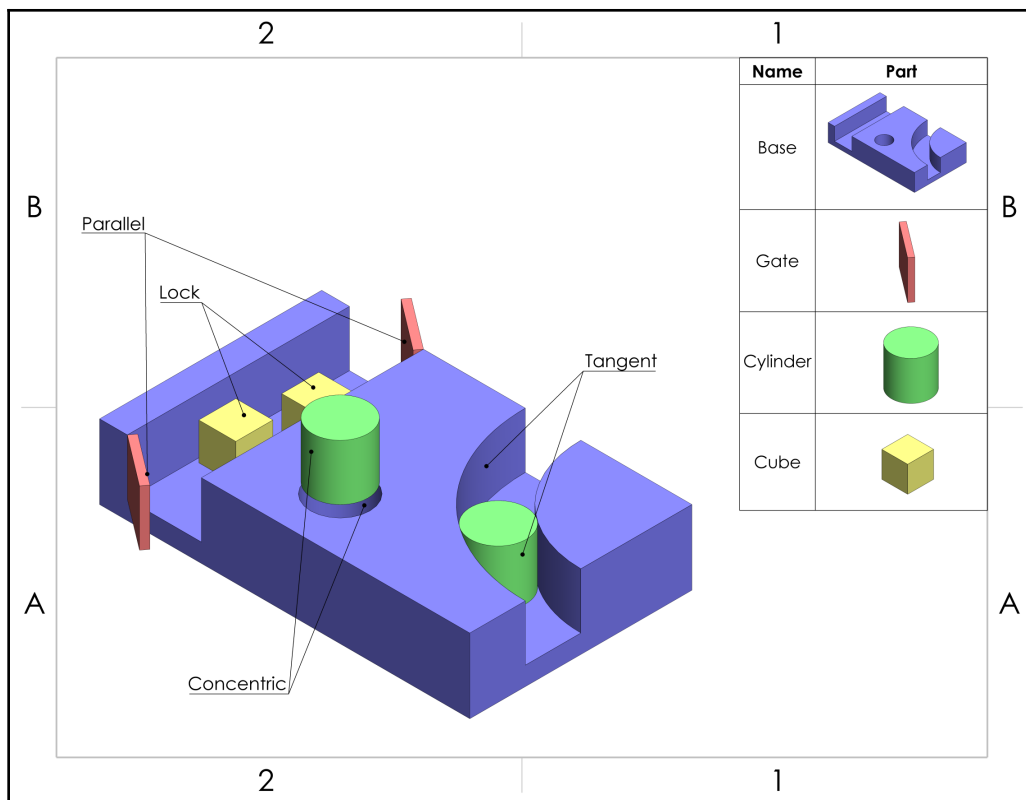 2 1
Name Part
Base
B B
Parallel
Gate
Lock
Tangent
Cylinder
Cube
A A
Concentric
2 1